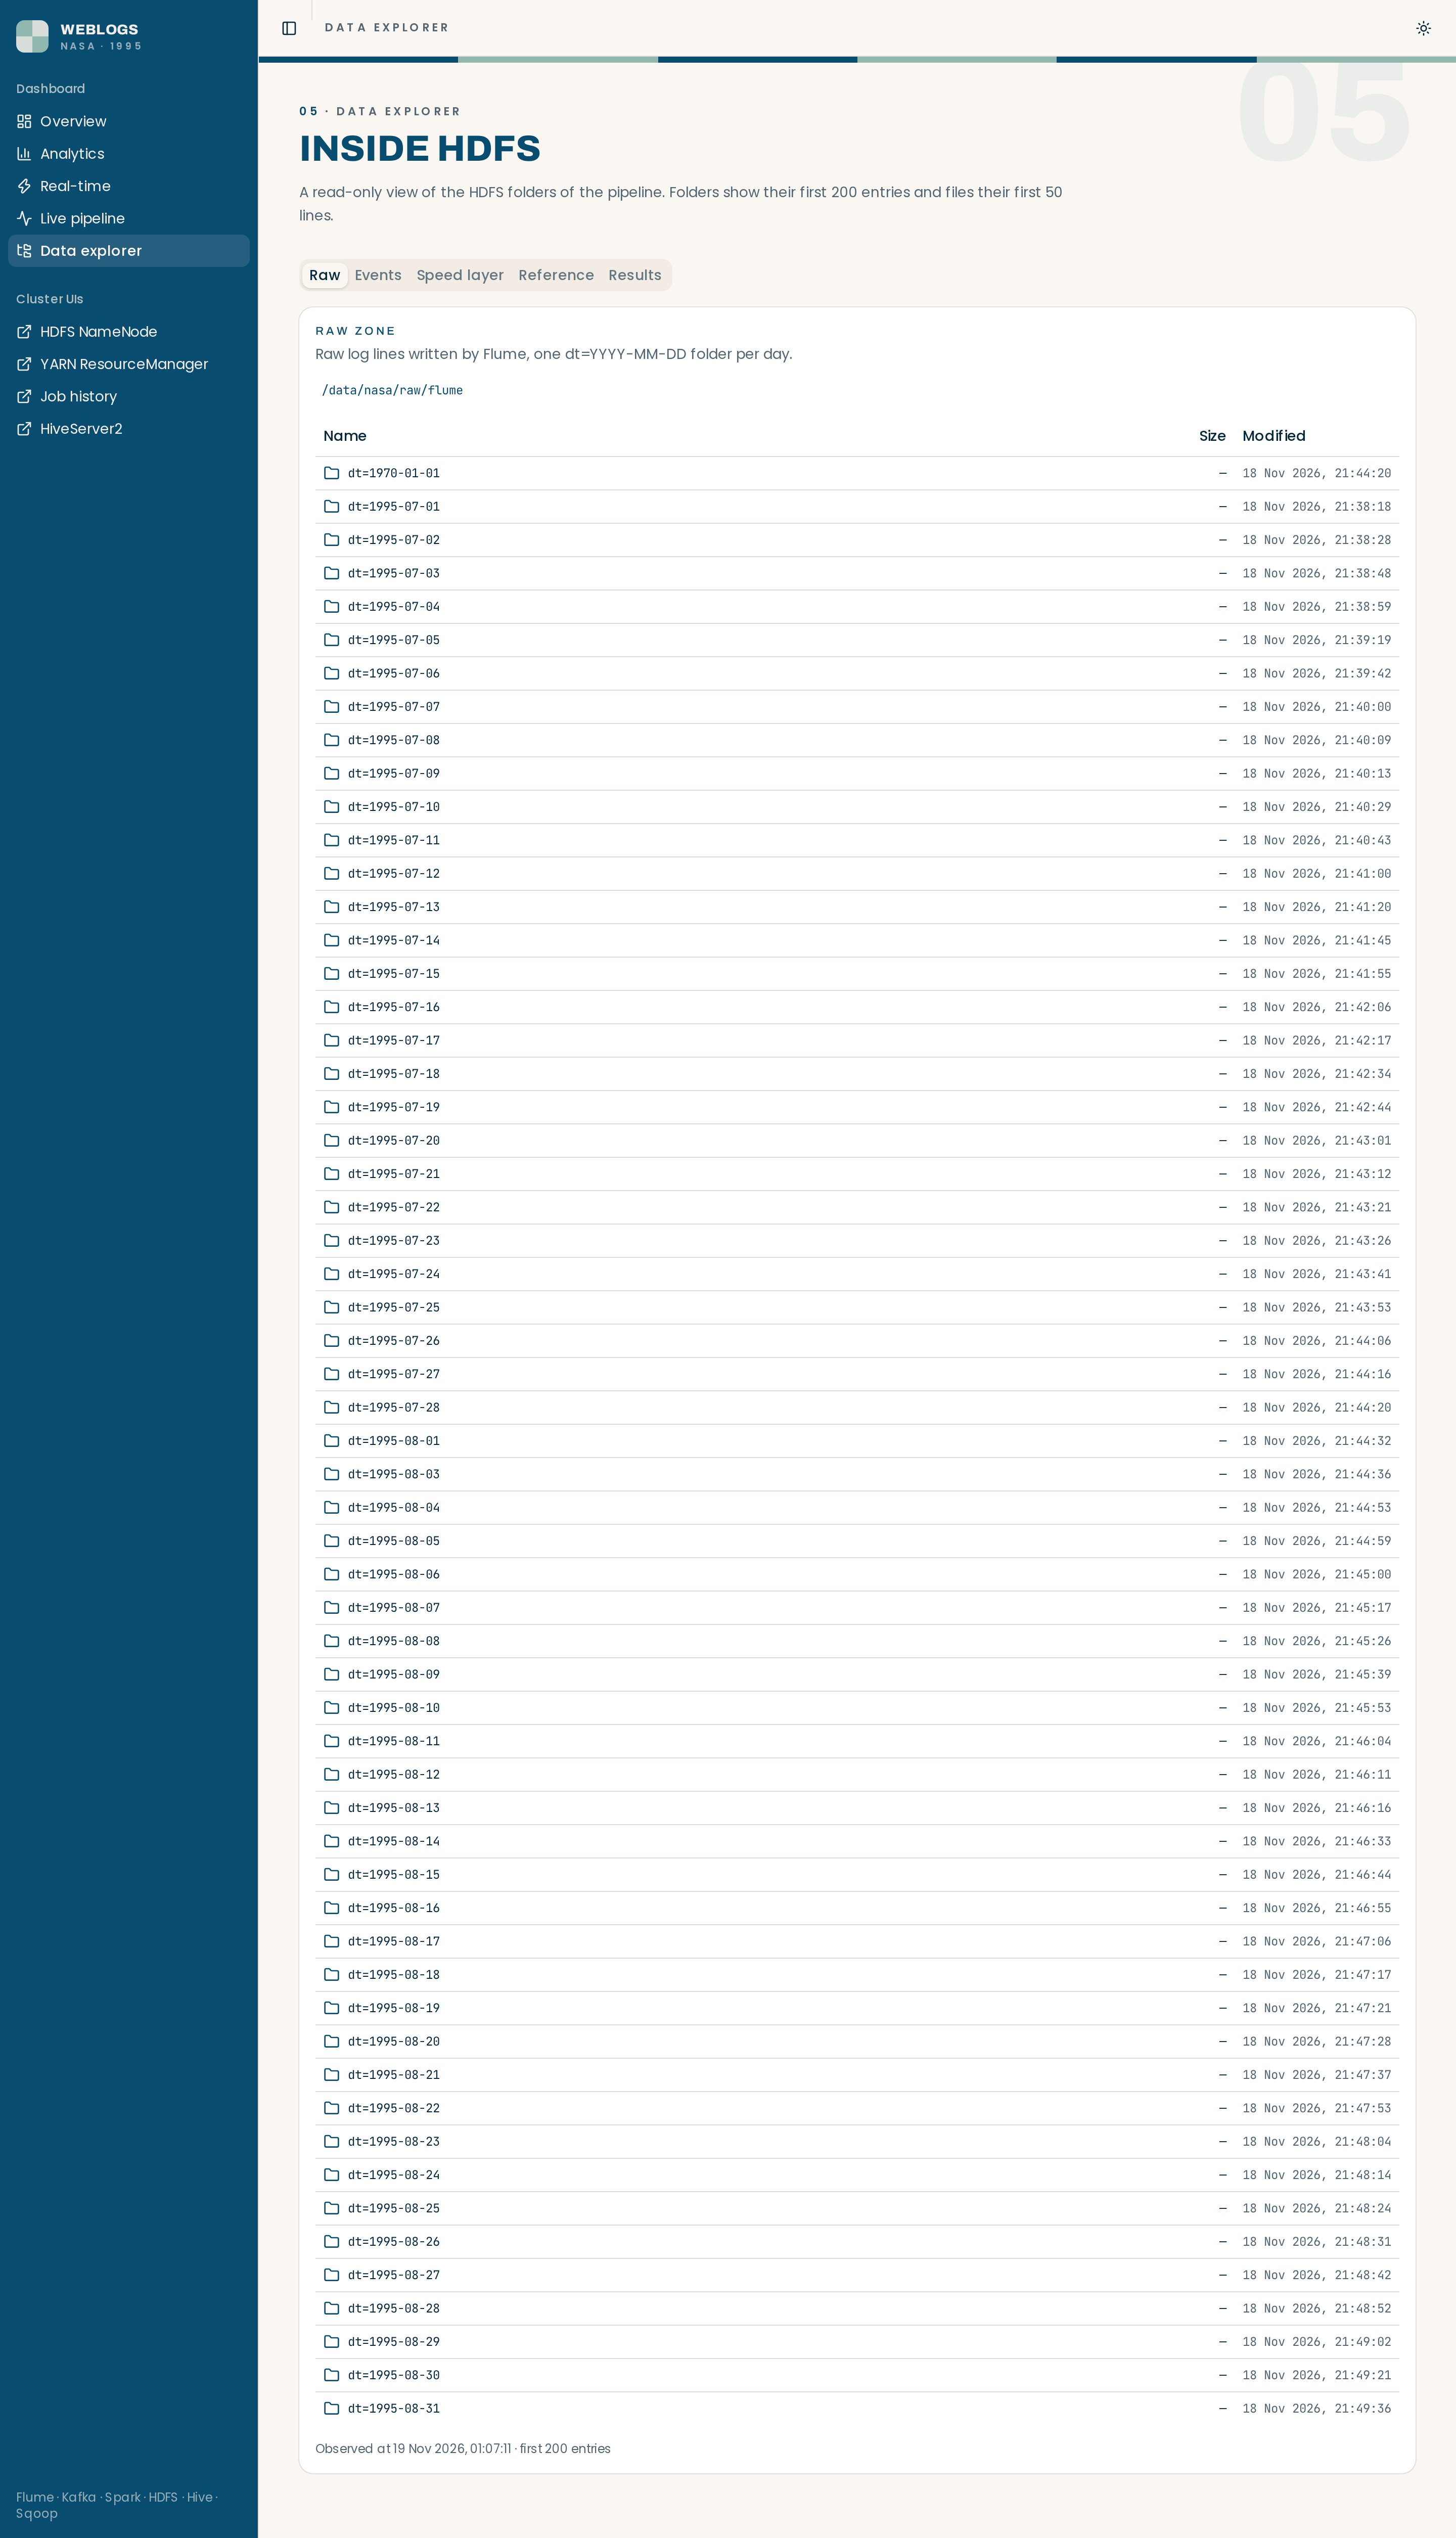 WEBLOGS
NASA · 1995
Dashboard
Overview
Analytics
Real-time
Live pipeline
Data explorer
Cluster UIs
HDFS NameNode
YARN ResourceManager
Job history
HiveServer2
Flume · Kafka · Spark · HDFS · Hive ·
Sqoop
DATA EXPLORER
05
05 · DATA EXPLORER
INSIDE HDFS
A read-only view of the HDFS folders of the pipeline. Folders show their first 200 entries and files their first 50
lines.
Raw Events Speed layer Reference Results
RAW ZONE
Raw log lines written by Flume, one dt=YYYY-MM-DD folder per day.
/data/nasa/raw/flume
Name Size Modified
dt=1970-01-01 – 18 Nov 2026, 21:44:20
dt=1995-07-01 – 18 Nov 2026, 21:38:18
dt=1995-07-02 – 18 Nov 2026, 21:38:28
dt=1995-07-03 – 18 Nov 2026, 21:38:48
dt=1995-07-04 – 18 Nov 2026, 21:38:59
dt=1995-07-05 – 18 Nov 2026, 21:39:19
dt=1995-07-06 – 18 Nov 2026, 21:39:42
dt=1995-07-07 – 18 Nov 2026, 21:40:00
dt=1995-07-08 – 18 Nov 2026, 21:40:09
dt=1995-07-09 – 18 Nov 2026, 21:40:13
dt=1995-07-10 – 18 Nov 2026, 21:40:29
dt=1995-07-11 – 18 Nov 2026, 21:40:43
dt=1995-07-12 – 18 Nov 2026, 21:41:00
dt=1995-07-13 – 18 Nov 2026, 21:41:20
dt=1995-07-14 – 18 Nov 2026, 21:41:45
dt=1995-07-15 – 18 Nov 2026, 21:41:55
dt=1995-07-16 – 18 Nov 2026, 21:42:06
dt=1995-07-17 – 18 Nov 2026, 21:42:17
dt=1995-07-18 – 18 Nov 2026, 21:42:34
dt=1995-07-19 – 18 Nov 2026, 21:42:44
dt=1995-07-20 – 18 Nov 2026, 21:43:01
dt=1995-07-21 – 18 Nov 2026, 21:43:12
dt=1995-07-22 – 18 Nov 2026, 21:43:21
dt=1995-07-23 – 18 Nov 2026, 21:43:26
dt=1995-07-24 – 18 Nov 2026, 21:43:41
dt=1995-07-25 – 18 Nov 2026, 21:43:53
dt=1995-07-26 – 18 Nov 2026, 21:44:06
dt=1995-07-27 – 18 Nov 2026, 21:44:16
dt=1995-07-28 – 18 Nov 2026, 21:44:20
dt=1995-08-01 – 18 Nov 2026, 21:44:32
dt=1995-08-03 – 18 Nov 2026, 21:44:36
dt=1995-08-04 – 18 Nov 2026, 21:44:53
dt=1995-08-05 – 18 Nov 2026, 21:44:59
dt=1995-08-06 – 18 Nov 2026, 21:45:00
dt=1995-08-07 – 18 Nov 2026, 21:45:17
dt=1995-08-08 – 18 Nov 2026, 21:45:26
dt=1995-08-09 – 18 Nov 2026, 21:45:39
dt=1995-08-10 – 18 Nov 2026, 21:45:53
dt=1995-08-11 – 18 Nov 2026, 21:46:04
dt=1995-08-12 – 18 Nov 2026, 21:46:11
dt=1995-08-13 – 18 Nov 2026, 21:46:16
dt=1995-08-14 – 18 Nov 2026, 21:46:33
dt=1995-08-15 – 18 Nov 2026, 21:46:44
dt=1995-08-16 – 18 Nov 2026, 21:46:55
dt=1995-08-17 – 18 Nov 2026, 21:47:06
dt=1995-08-18 – 18 Nov 2026, 21:47:17
dt=1995-08-19 – 18 Nov 2026, 21:47:21
dt=1995-08-20 – 18 Nov 2026, 21:47:28
dt=1995-08-21 – 18 Nov 2026, 21:47:37
dt=1995-08-22 – 18 Nov 2026, 21:47:53
dt=1995-08-23 – 18 Nov 2026, 21:48:04
dt=1995-08-24 – 18 Nov 2026, 21:48:14
dt=1995-08-25 – 18 Nov 2026, 21:48:24
dt=1995-08-26 – 18 Nov 2026, 21:48:31
dt=1995-08-27 – 18 Nov 2026, 21:48:42
dt=1995-08-28 – 18 Nov 2026, 21:48:52
dt=1995-08-29 – 18 Nov 2026, 21:49:02
dt=1995-08-30 – 18 Nov 2026, 21:49:21
dt=1995-08-31 – 18 Nov 2026, 21:49:36
Observed at 19 Nov 2026, 01:07:11 · first 200 entries